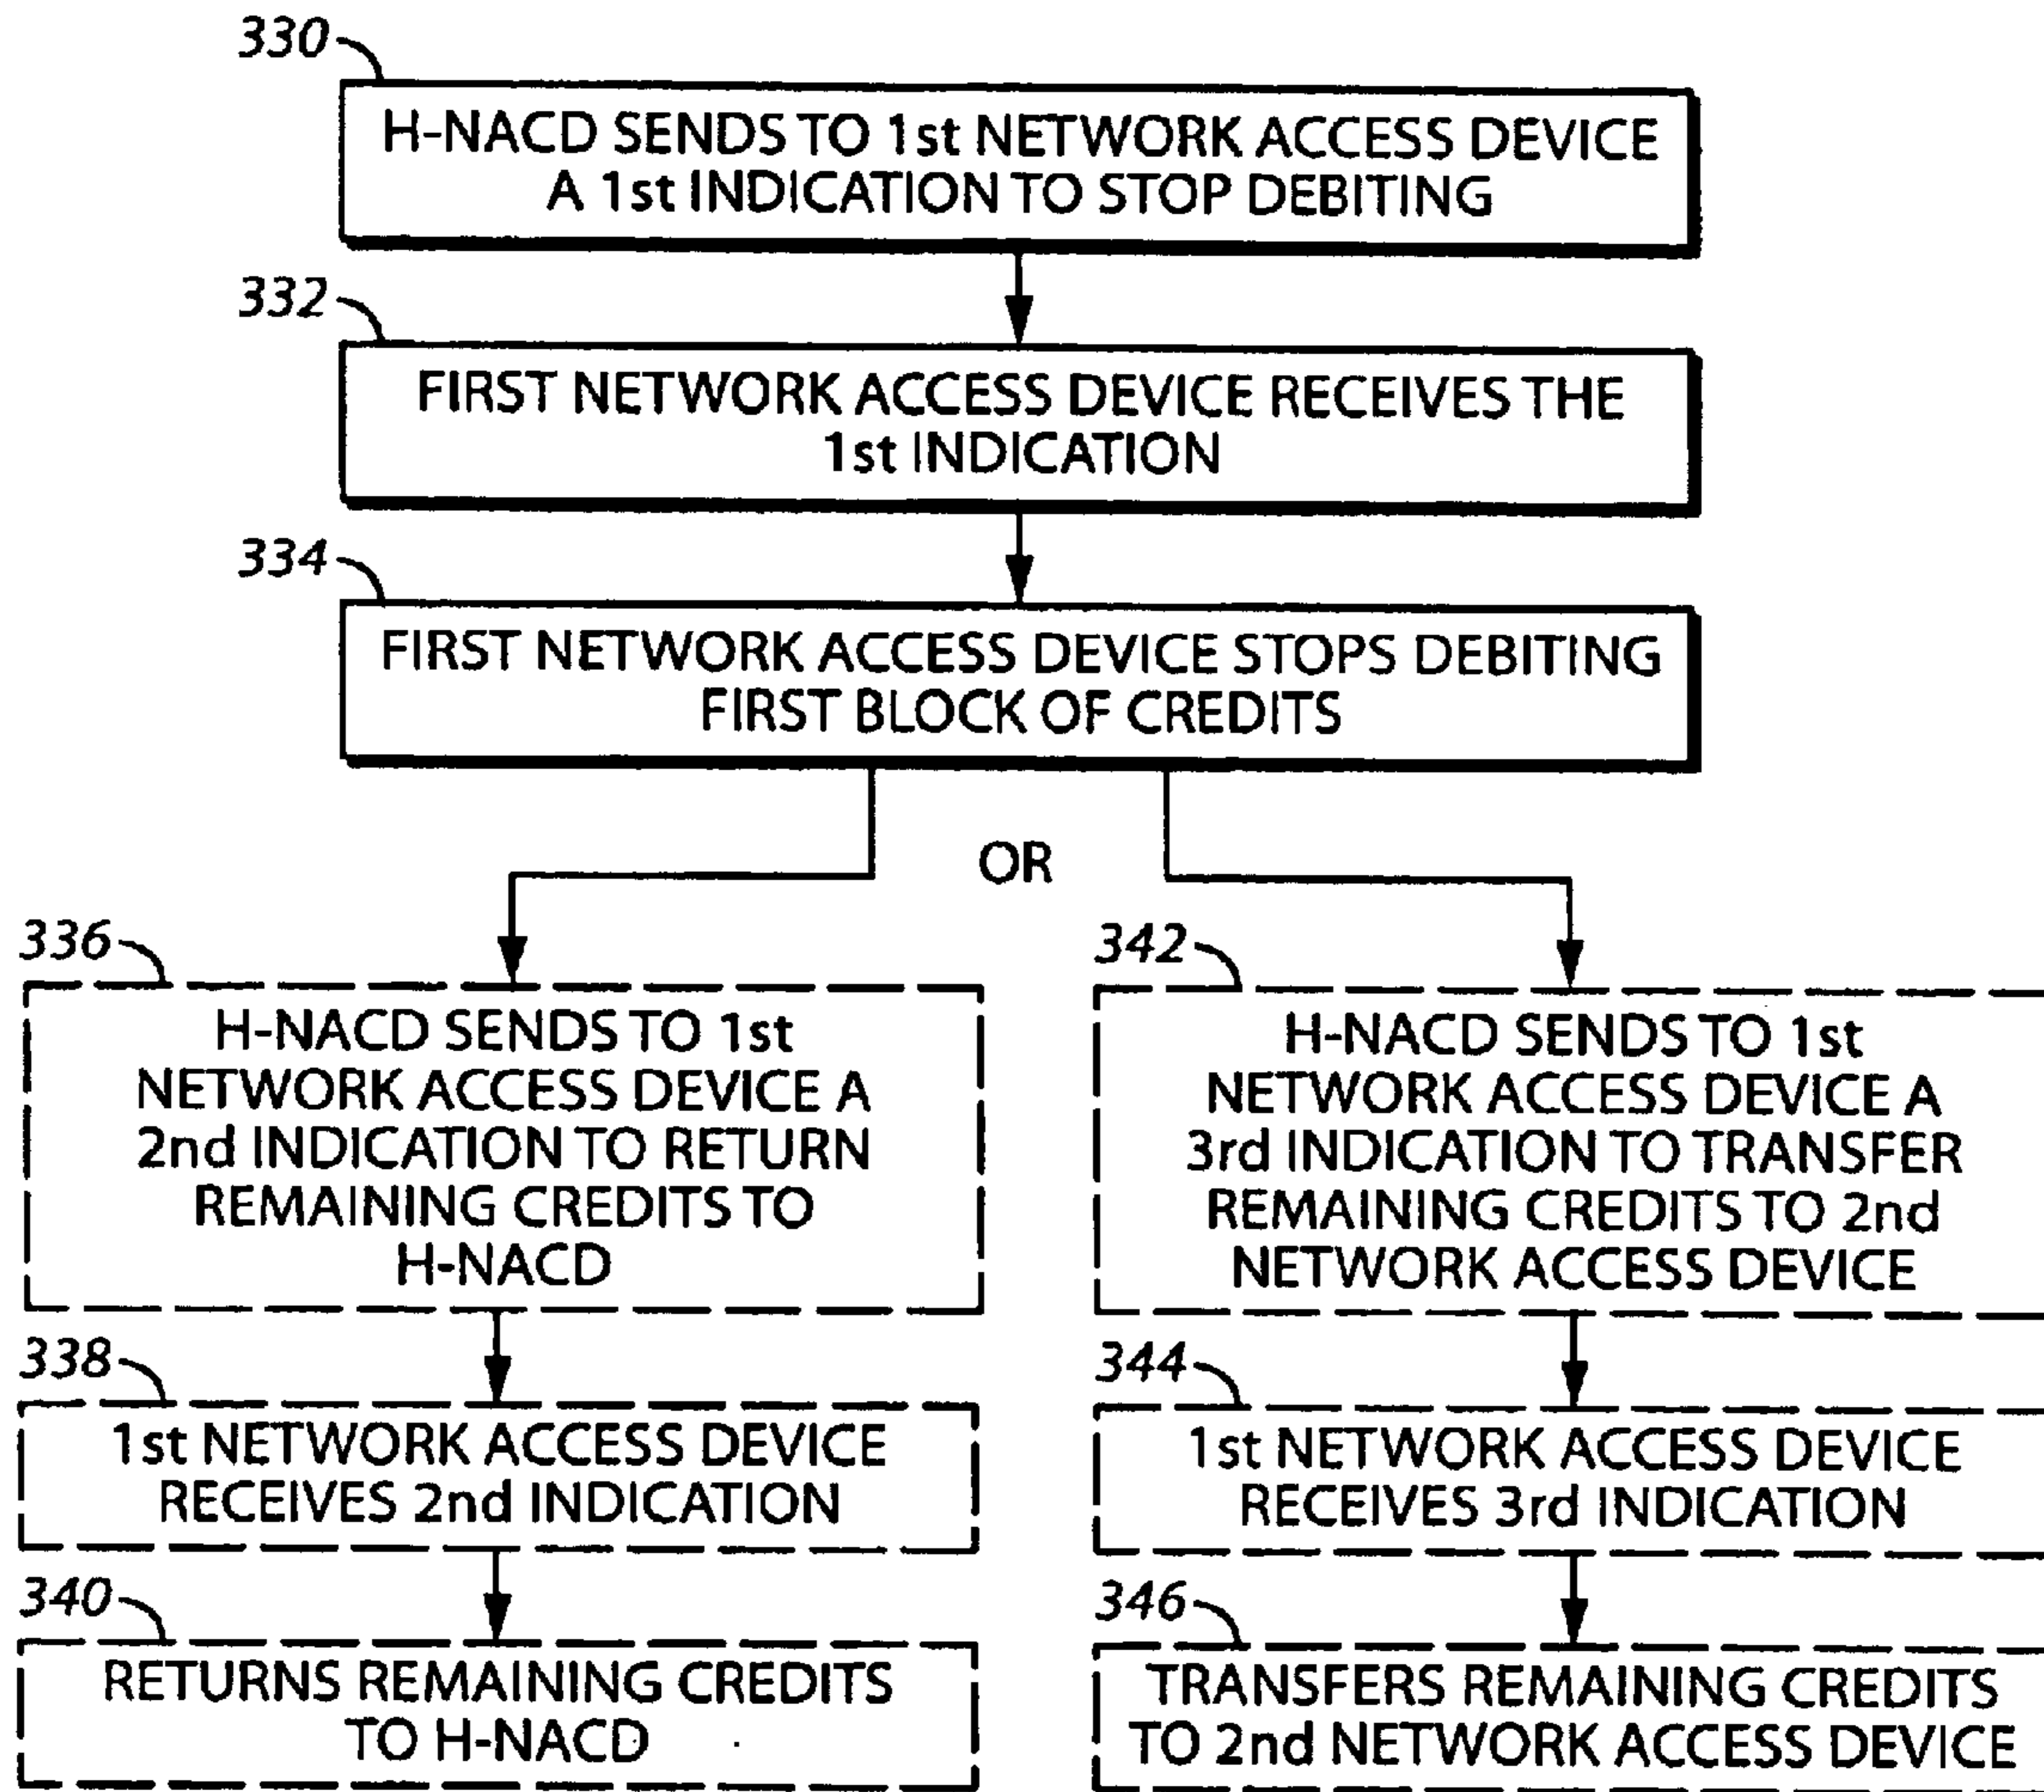 330
H-NACD SENDS TO 1st NETWORK ACCESS DEVICE
A 1st INDICATION TO STOP DEBITING
332
FIRST NETWORK ACCESS DEVICE RECEIVES THE
1st INDICATION
334
FIRST NETWORK ACCESS DEVICE STOPS DEBITING
FIRST BLOCK OF CREDITS
OR
336
H-NACD SENDS TO 1st
NETWORK ACCESS DEVICE A
2nd INDICATION TO RETURN
REMAINING CREDITS TO
H-NACD
338
1st NETWORK ACCESS DEVICE
RECEIVES 2nd INDICATION
340
RETURNS REMAINING CREDITS
TO H-NACD
342
H-NACD SENDS TO 1st
NETWORK ACCESS DEVICE A
3rd INDICATION TO TRANSFER
REMAINING CREDITS TO 2nd
NETWORK ACCESS DEVICE
344
1st NETWORK ACCESS DEVICE
RECEIVES 3rd INDICATION
346
TRANSFERS REMAINING CREDITS
TO 2nd NETWORK ACCESS DEVICE